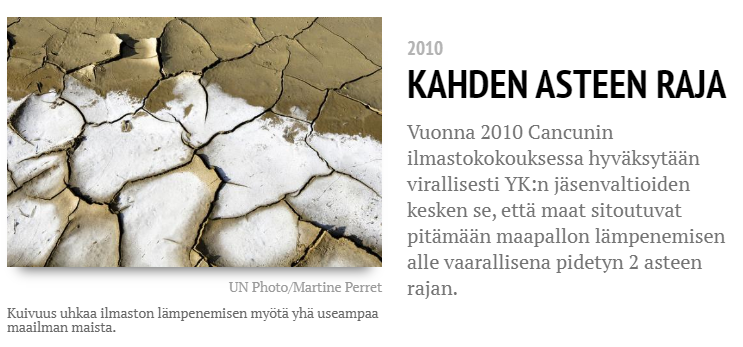 UN Photo/Martine Perret
Kuivuus uhkaa ilmaston lämpenemisen myötä yhä useampaa
maailman maista.
2010
KAHDEN ASTEEN RAJA
Vuonna 2010 Cancunin
ilmastokokouksessa hyväksytään
virallisesti YK:n jäsenvaltioiden
kesken se, että maat sitoutuvat
pitämään maapallon lämpenemisen
alle vaarallisena pidetyn 2 asteen
rajan.